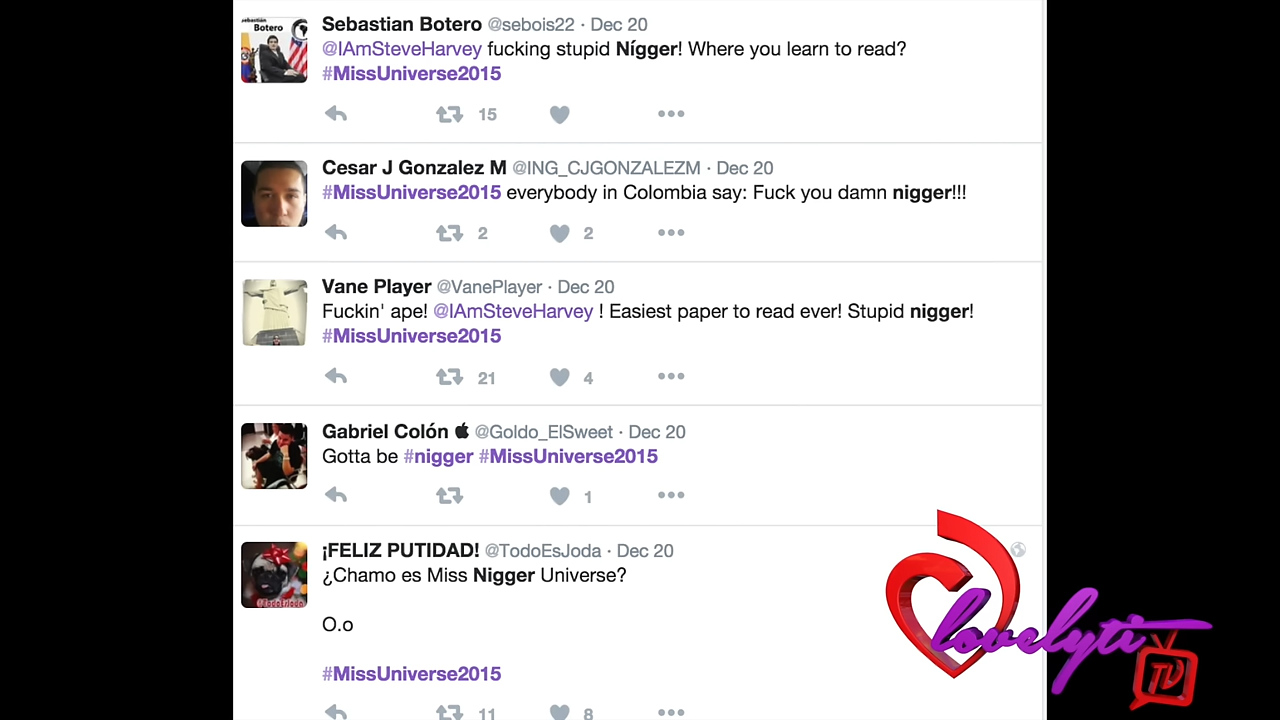 Sebastian Botero @sebois22 · Dec 20
@IAmSteveHarvey fucking stupid Nígger! Where you learn to read?
#MissUniverse2015
15
Cesar J Gonzalez M @ING_CJGONZALEZM · Dec 20
#MissUniverse2015 everybody in Colombia say: Fuck you damn nigger!!!
2 2
Vane Player @VanePlayer · Dec 20
Fuckin' ape! @IAmSteveHarvey ! Easiest paper to read ever! Stupid nigger!
#MissUniverse2015
21 4
Gabriel Colón @Goldo_ElSweet · Dec 20
Gotta be #nigger #MissUniverse2015
1
¡FELIZ PUTIDAD! @TodoEsJoda · Dec 20
¿Chamo es Miss Nigger Universe?
O.o
#MissUniverse2015
11 8
lovelyti
TV